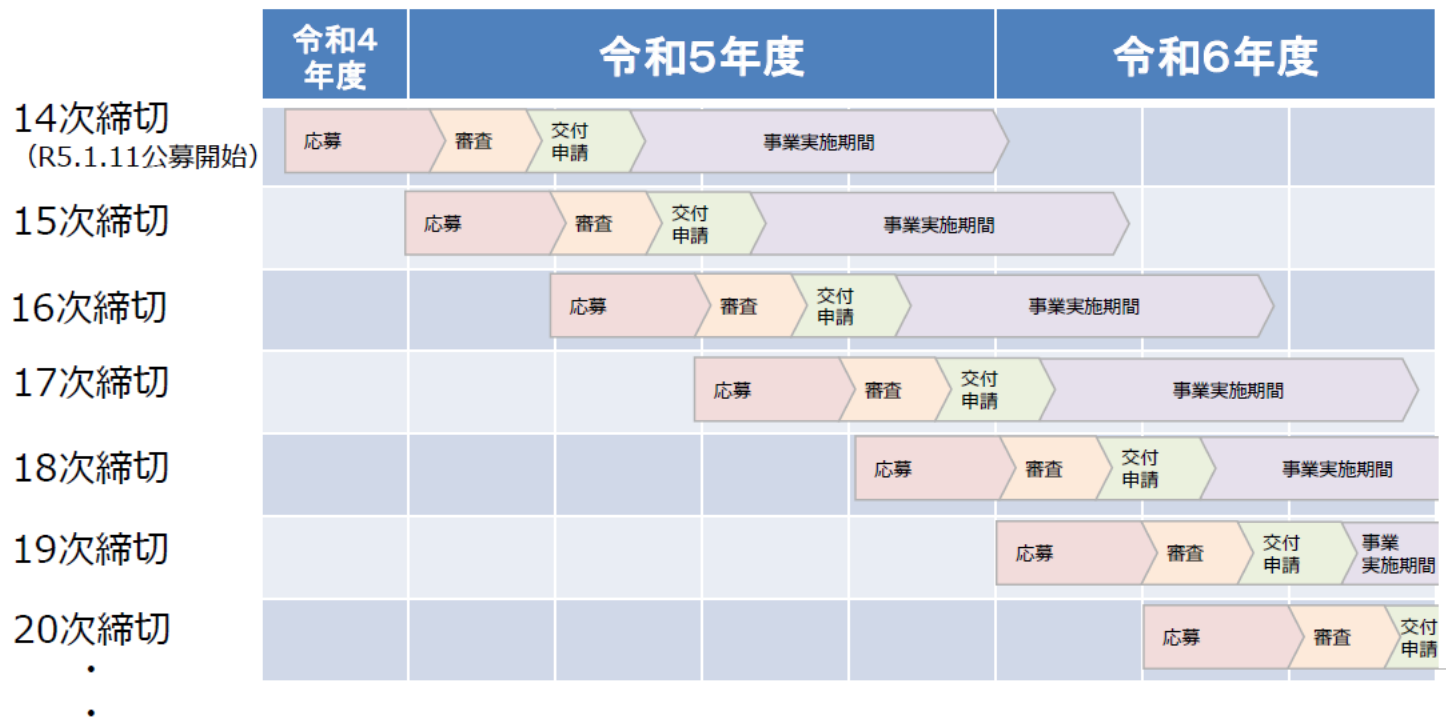 令和4
年度
令和5年度
令和6年度
14次締切
（R5.1.11公募開始）
応募
審査
交付
申請
事業実施期間
15次締切
応募
審査
交付
申請
事業実施期間
16次締切
応募
審査
交付
申請
事業実施期間
17次締切
応募
審査
交付
申請
事業実施期間
18次締切
応募
審査
交付
申請
事業実施期間
19次締切
応募
審査
交付
申請
事業
実施期間
20次締切
応募
審査
交付
申請
・
・